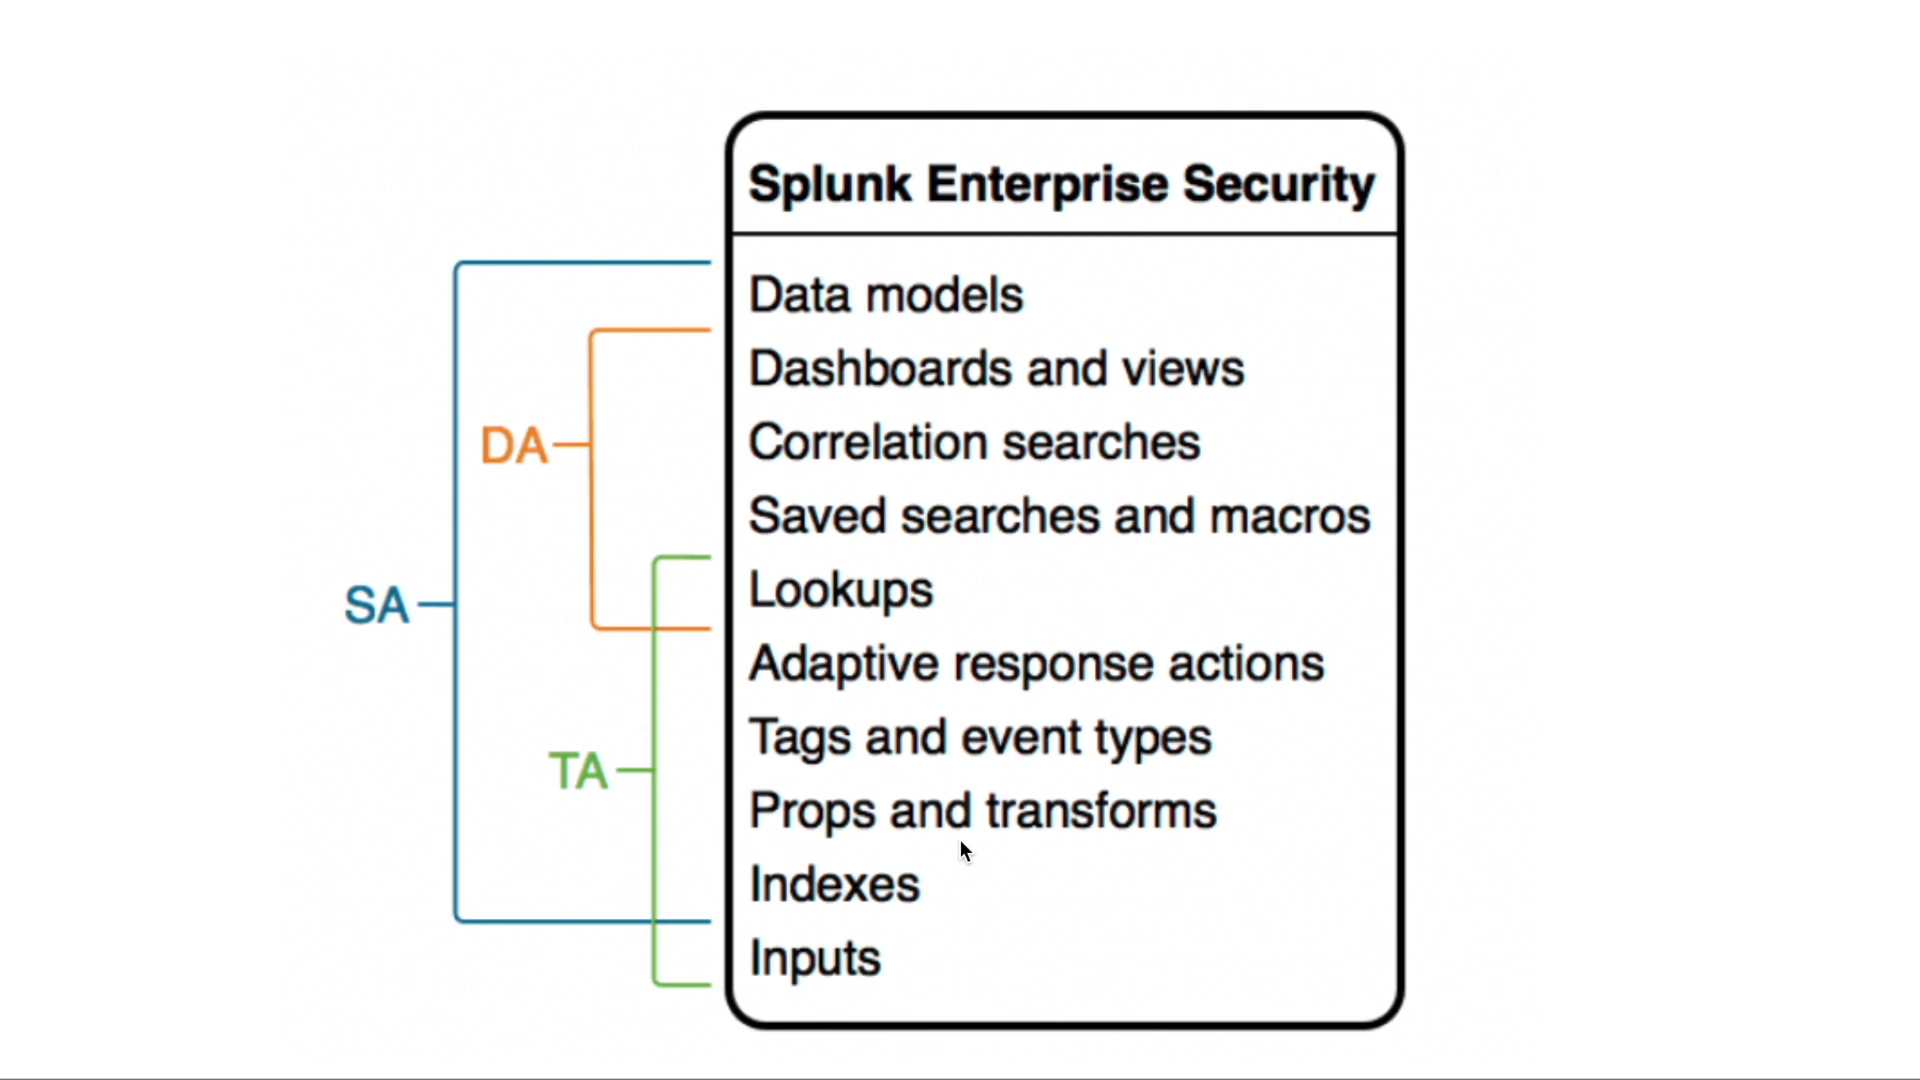 Splunk Enterprise Security
Data models
Dashboards and views
DA
Correlation searches
Saved searches and macros
SA
Lookups
Adaptive response actions
Tags and event types
TA
Props and transforms
Indexes
Inputs